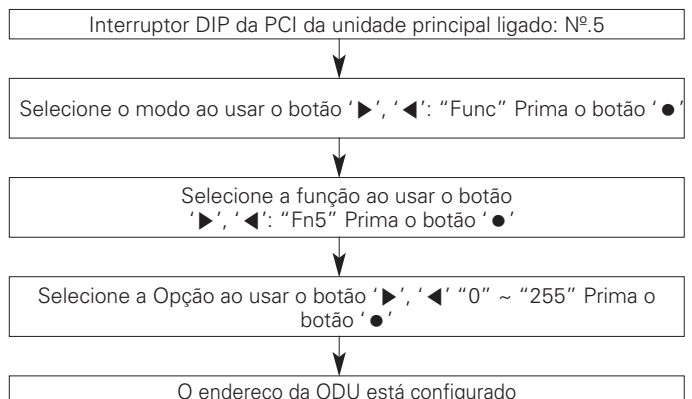 Interruptor DIP da PCI da unidade principal ligado: Nº.5
Selecione o modo ao usar o botão ‘▶’, ‘◀’: “Func” Prima o botão ‘●’
Selecione a função ao usar o botão
‘▶’, ‘◀’: “Fn5” Prima o botão ‘●’
Selecione a Opção ao usar o botão ‘▶’, ‘◀’ “0” ~ “255” Prima o
botão ‘●’
O endereço da ODU está configurado